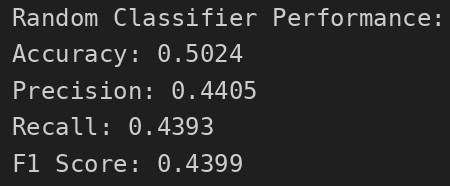 Random Classifier Performance:
Accuracy: 0.5024
Precision: 0.4405
Recall: 0.4393
F1 Score: 0.4399